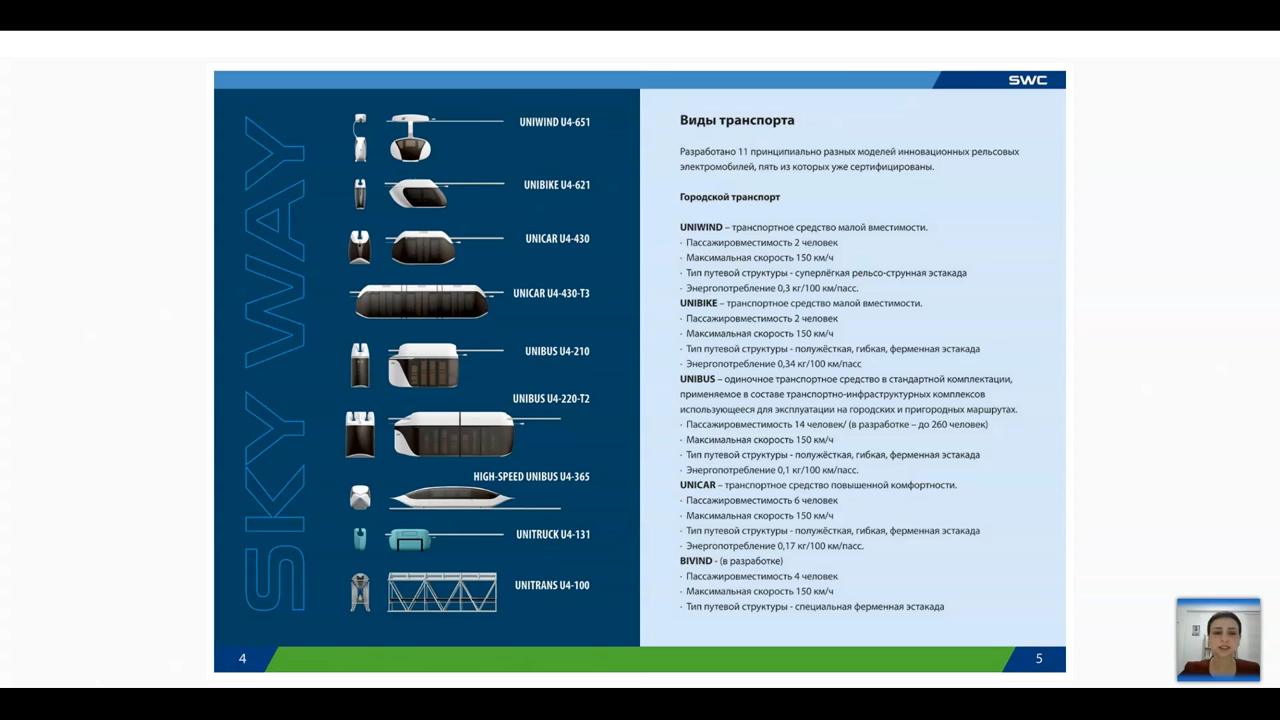 SWC
SKY WAY
UNIWIND U4-651
UNIBIKE U4-621
UNICAR U4-430
UNICAR U4-430-T3
UNIBUS U4-210
UNIBUS U4-220-T2
HIGH-SPEED UNIBUS U4-365
UNITRUCK U4-131
UNITRANS U4-100
4
Виды транспорта
Разработано 11 принципиально разных моделей инновационных рельсовых
электромобилей, пять из которых уже сертифицированы.
Городской транспорт
UNIWIND – транспортное средство малой вместимости.
· Пассажировместимость 2 человек
· Максимальная скорость 150 км/ч
· Тип путевой структуры - суперлёгкая рельсо-струнная эстакада
· Энергопотребление 0,3 кг/100 км/пасс.
UNIBIKE – транспортное средство малой вместимости.
· Пассажировместимость 2 человек
· Максимальная скорость 150 км/ч
· Тип путевой структуры - полужёсткая, гибкая, ферменная эстакада
· Энергопотребление 0,34 кг/100 км/пасс
UNIBUS – одиночное транспортное средство в стандартной комплектации,
применяемое в составе транспортно-инфраструктурных комплексов
использующееся для эксплуатации на городских и пригородных маршрутах.
· Пассажировместимость 14 человек/ (в разработке – до 260 человек)
· Максимальная скорость 150 км/ч
· Тип путевой структуры - полужёсткая, гибкая, ферменная эстакада
· Энергопотребление 0,1 кг/100 км/пасс.
UNICAR – транспортное средство повышенной комфортности.
· Пассажировместимость 6 человек
· Максимальная скорость 150 км/ч
· Тип путевой структуры - полужёсткая, гибкая, ферменная эстакада
· Энергопотребление 0,17 кг/100 км/пасс.
BIVIND - (в разработке)
· Пассажировместимость 4 человек
· Максимальная скорость 150 км/ч
· Тип путевой структуры - специальная ферменная эстакада
5